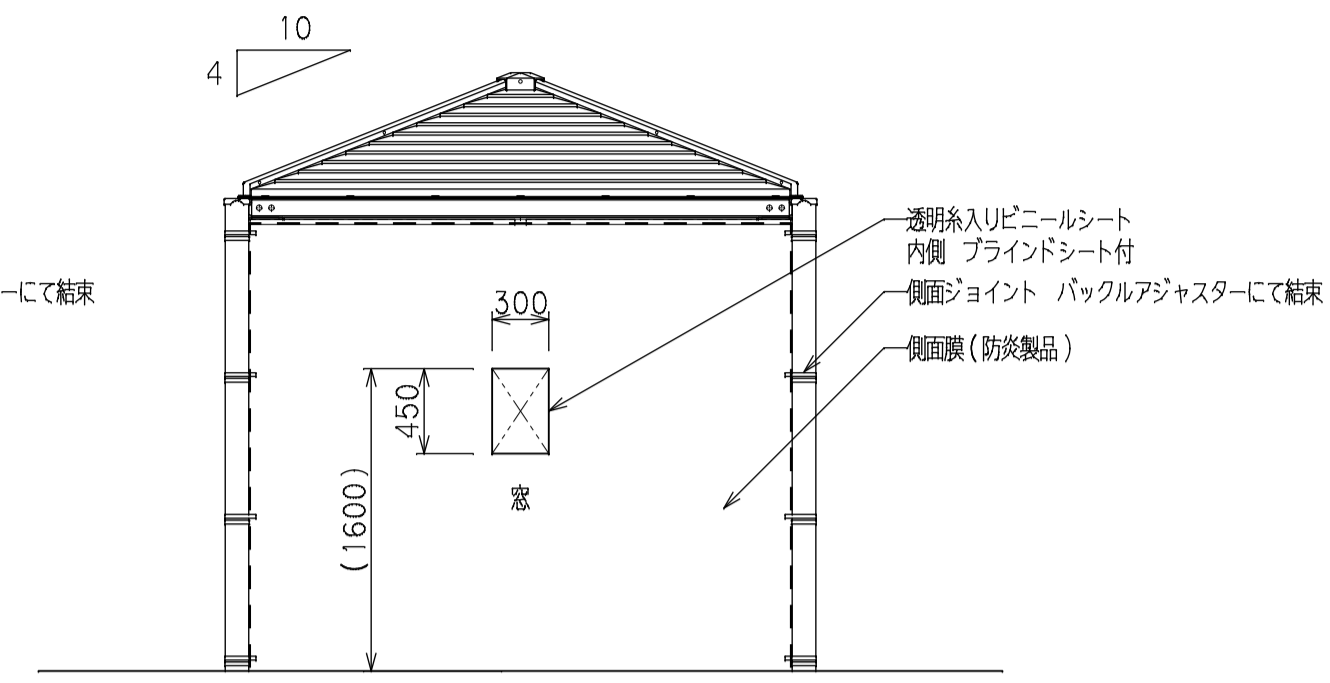 10
4
透明糸入りビニールシート
内側 ブラインドシート付
ーにて結束
側面ジョイント バックルアジャスターにて結束
300
側面膜(防炎製品)
450
(1600)
窓